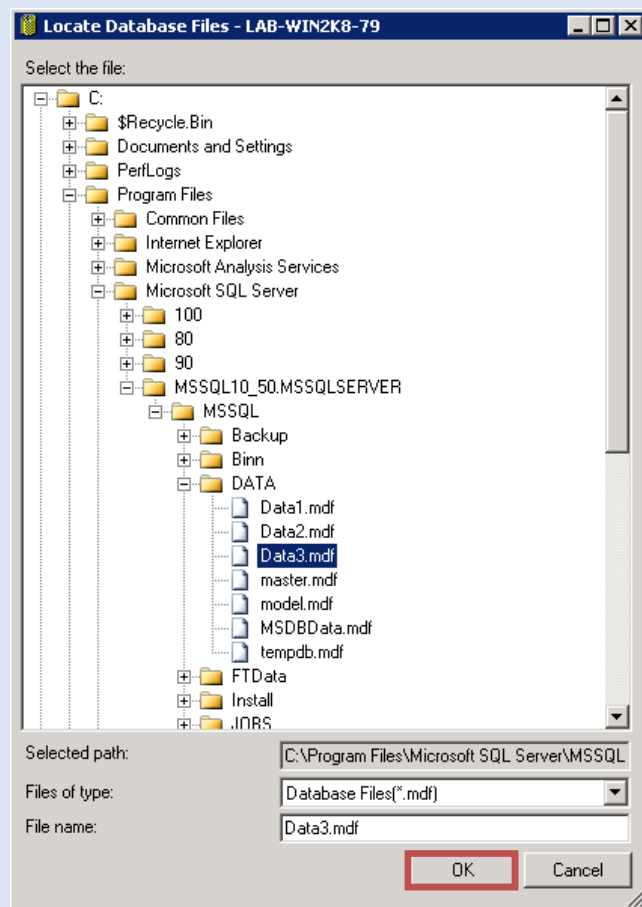 Locate Database Files - LAB-WIN2K8-79
Select the file:
C:
$Recycle.Bin
Documents and Settings
PerfLogs
Program Files
Common Files
Internet Explorer
Microsoft Analysis Services
Microsoft SQL Server
100
80
90
MSSQL10_50.MSSQLSERVER
MSSQL
Backup
Binn
DATA
Data1.mdf
Data2.mdf
Data3.mdf
master.mdf
model.mdf
MSDBData.mdf
tempdb.mdf
FTData
Install
JOBS
Selected path: C:\Program Files\Microsoft SQL Server\MSSQL
Files of type: Database Files(*.mdf)
File name: Data3.mdf
OK Cancel